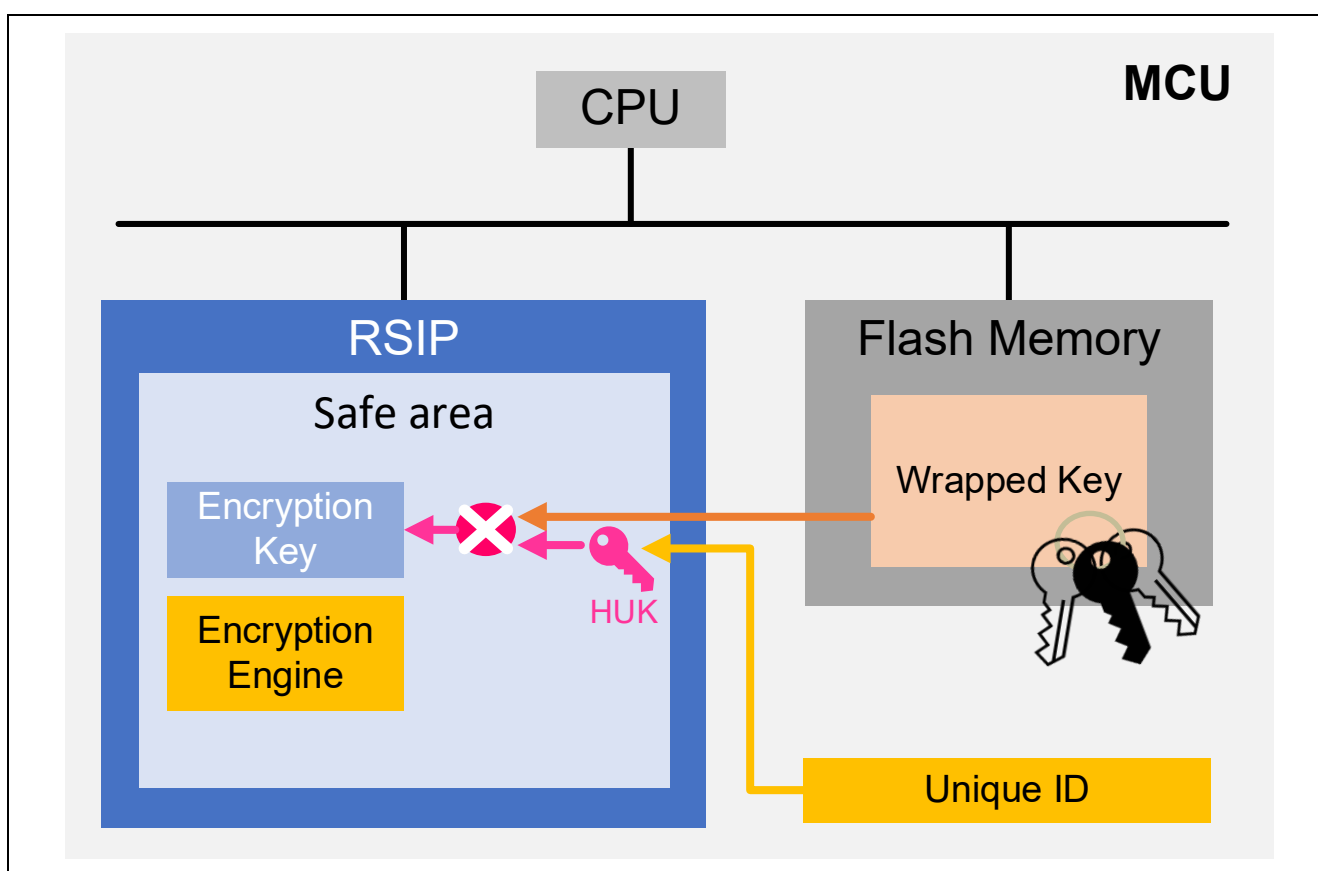 MCU
CPU
RSIP
Safe area
Encryption
Key
HUK
Encryption
Engine
Flash Memory
Wrapped Key
Unique ID